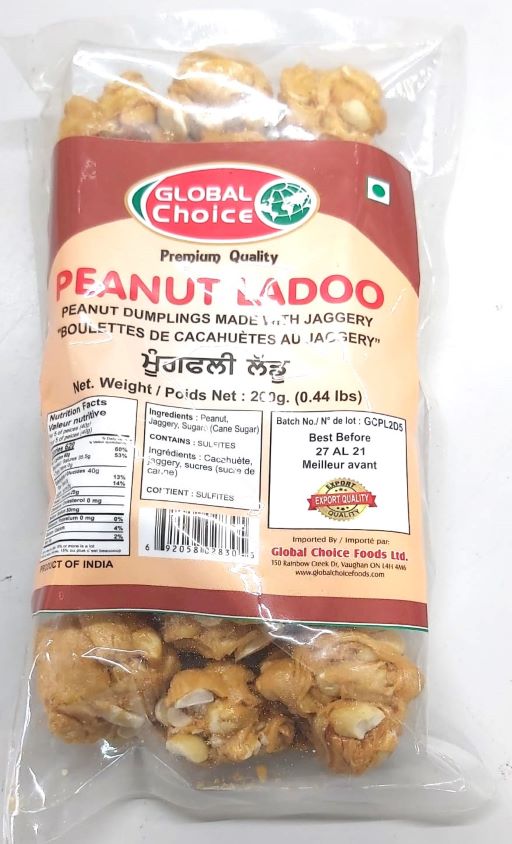 GLOBAL
Choice
Premium Quality
PEANUT LADOO
PEANUT DUMPLINGS MADE WITH JAGGERY
"BOULETTES DE CACAHUÈTES AU JAGGERY"
ਮੂੰਗਫਲੀ ਲੱਡੂ
Net. Weight / Poids Net : 200g. (0.44 lbs)
Nutrition Facts
Valeur nutritive
Ingredients : Peanut,
Jaggery, Sugars (Cane Sugar)
CONTAINS : SULFITES
Ingrédients : Cacahuète,
jaggery, sucres (sucre de
CONTIENT : SULFITES
Batch No./ N° de lot : GCPL2D5
Best Before
27 AL 21
Meilleur avant
EXPORT
EXPORT QUALITY
QUALITY
Imported By / Importé par:
Global Choice Foods Ltd.
150 Rainbow Creek Dr, Vaughan ON L4H 4M6
www.globalchoicefoods.com
OF INDIA